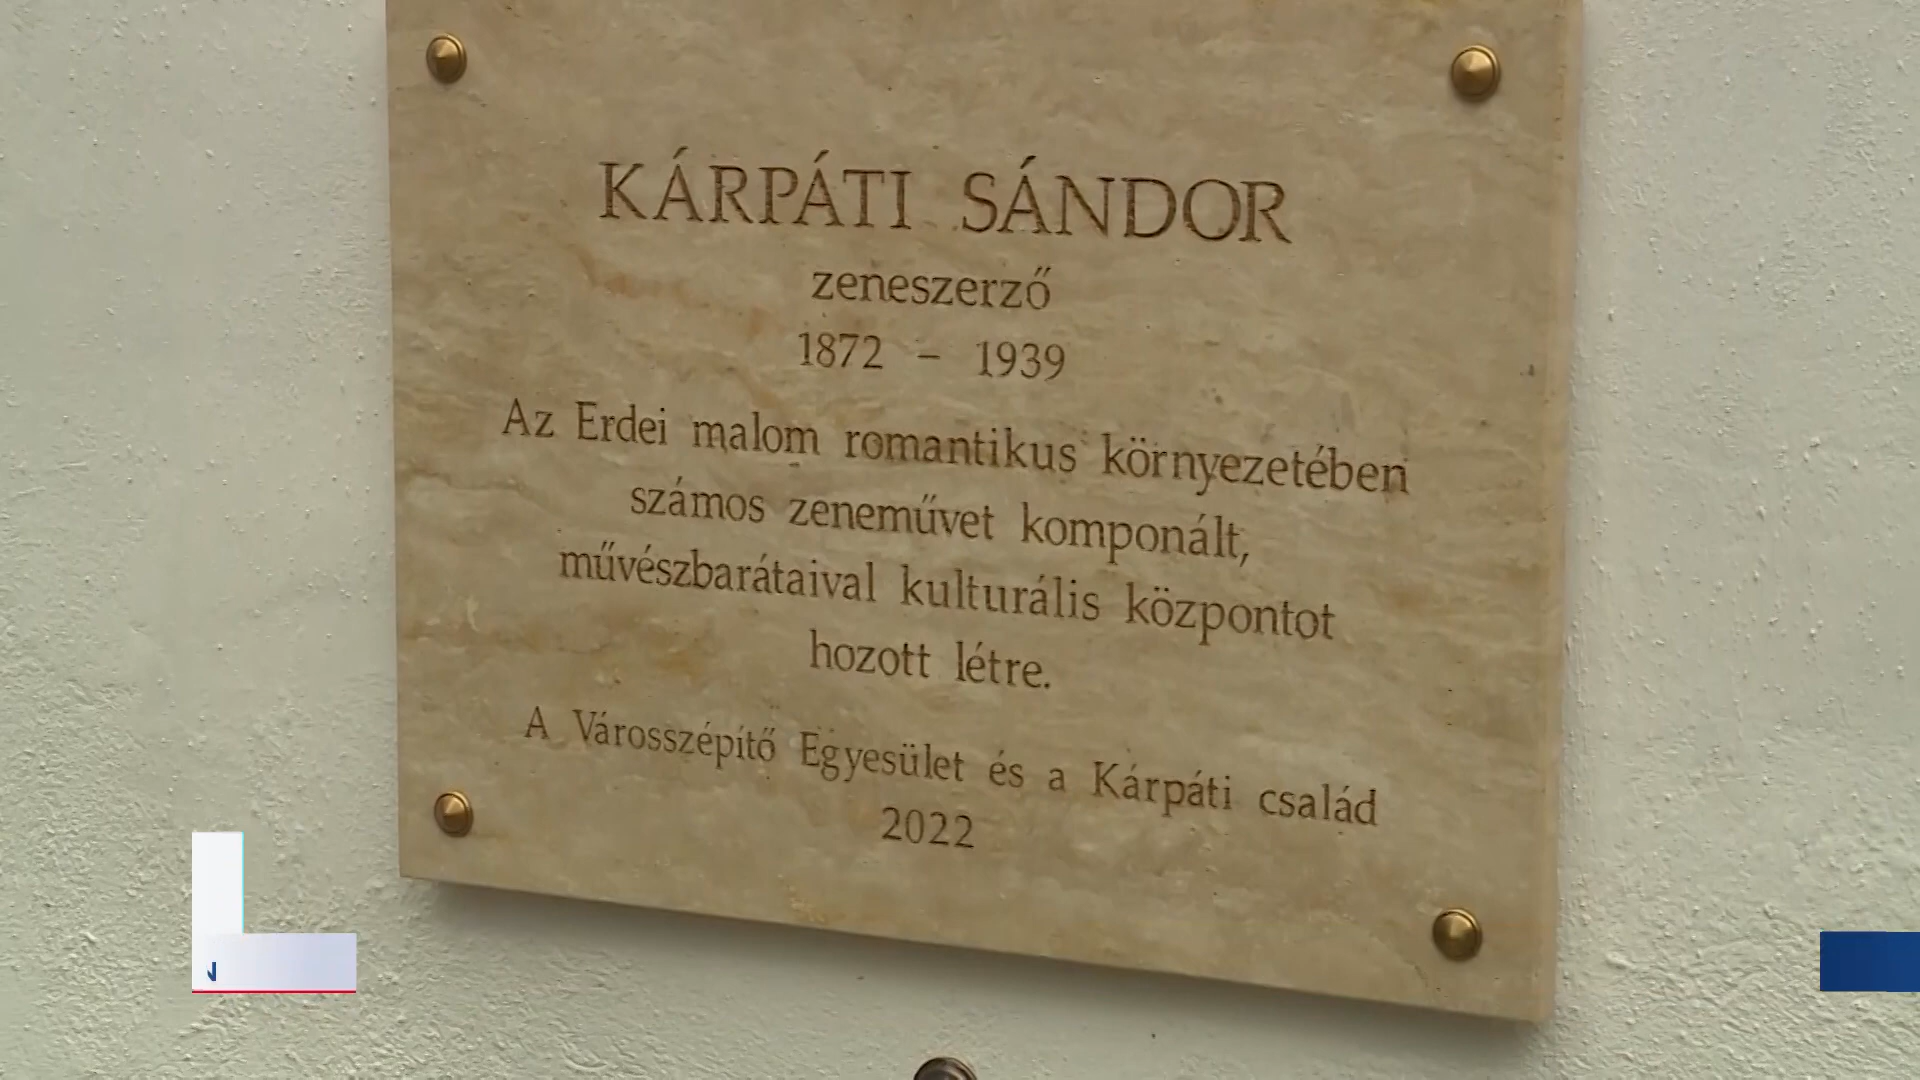 KÁRPÁTI SÁNDOR
zeneszerző
1872 – 1939
Az Erdei malom romantikus környezetében
számos zeneművet komponált,
művészbarátaival kulturális központot
hozott létre.
A Városszépítő Egyesület és a Kárpáti család
2022